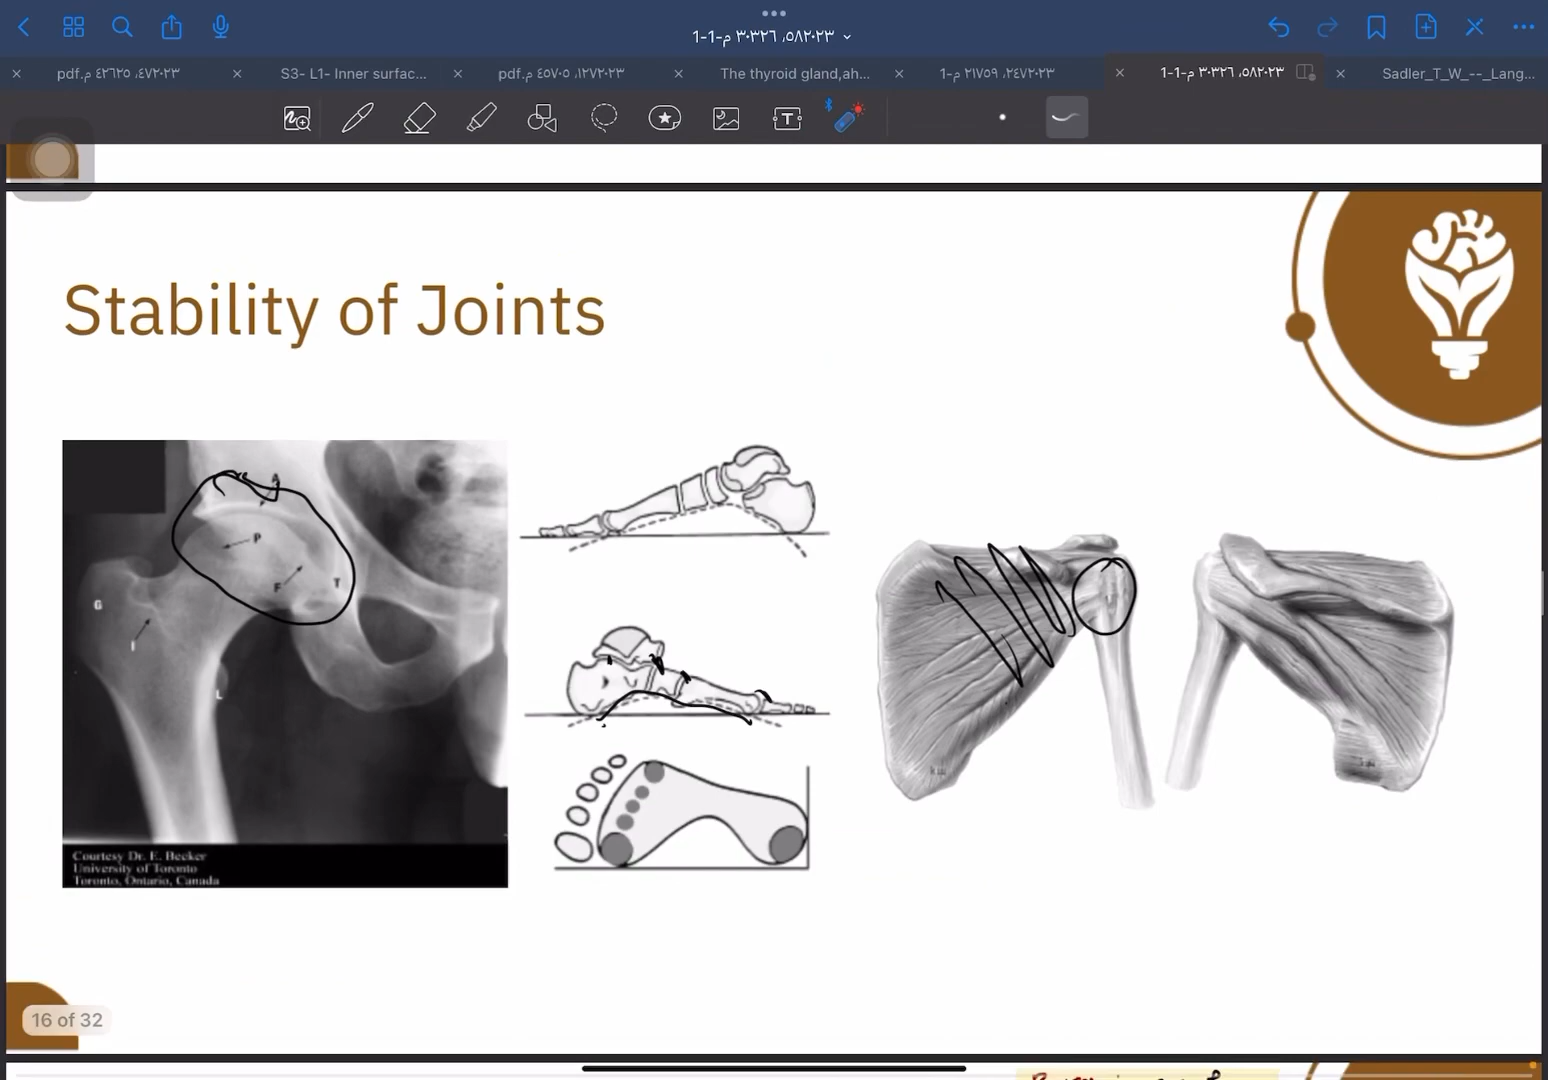 ٥٨٢٠٢٣، ٣٠٣٢٦ م-1-1
٤٧٢٠٢٣، ٤٢٦٢٥ م.pdf
S3- L1- Inner surfac...
١٢٧٢٠٢٣، ٤٥٧٠٥ م.pdf
The thyroid gland,ah...
٢٤٧٢٠٢٣، ٢١٧٥٩ م-1
٥٨٢٠٢٣، ٣٠٣٢٦ م-1-1
Sadler_T_W_--_Lang...
Stability of Joints
A
P
F
T
G
I
L
Courtesy Dr. E. Becker
University of Toronto
Toronto, Ontario, Canada
16 of 32